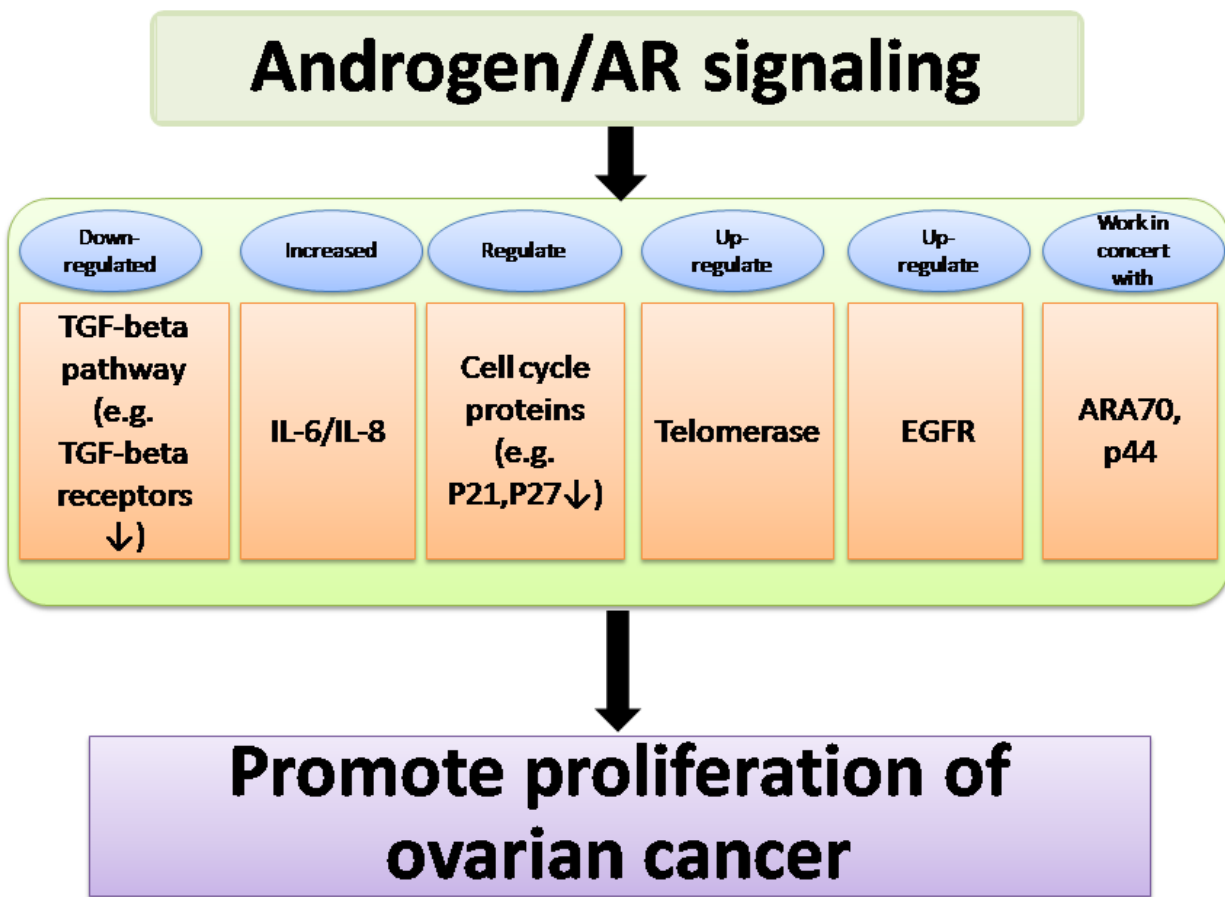 Androgen/AR signaling
Down-
regulated
TGF-beta
pathway
(e.g.
TGF-beta
receptors
↓)
Increased
IL-6/IL-8
Regulate
Cell cycle
proteins
(e.g.
P21,P27↓)
Up-
regulate
Telomerase
Up-
regulate
EGFR
Work in
concert
with
ARA70,
p44
Promote proliferation of
ovarian cancer